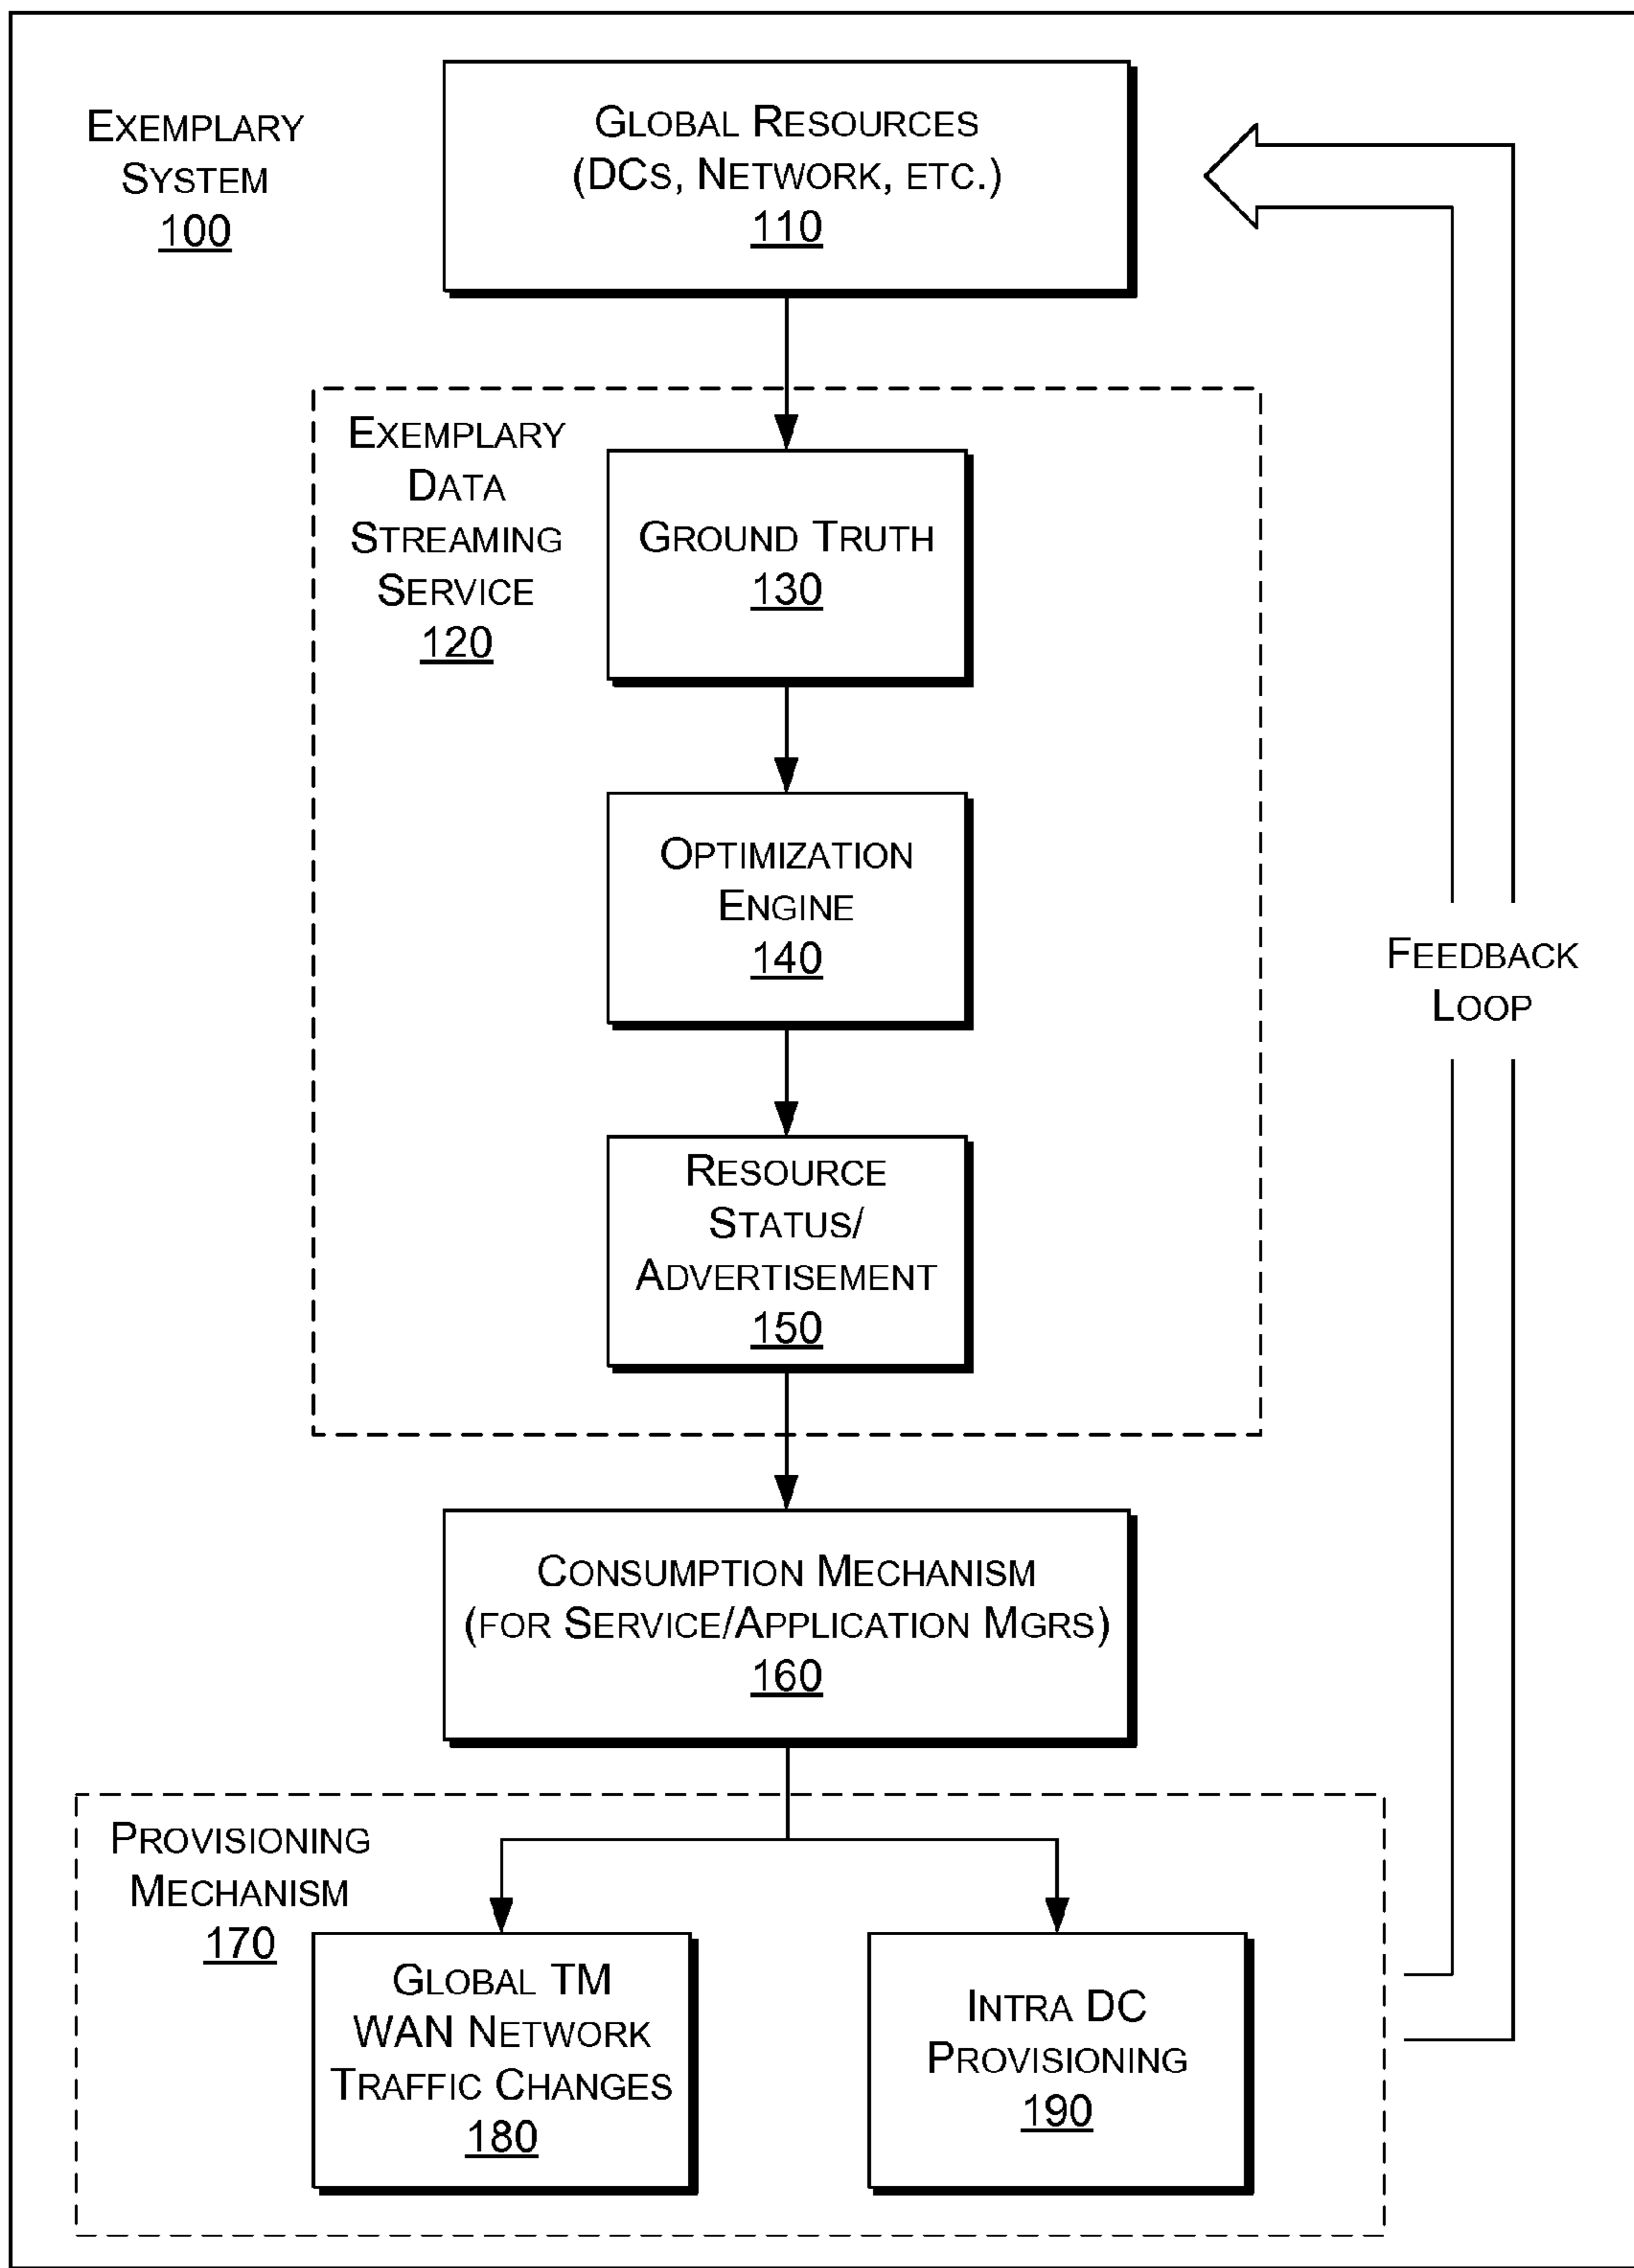 EXEMPLARY
SYSTEM
100
GLOBAL RESOURCES
(DCS, NETWORK, ETC.)
110
EXEMPLARY
DATA
STREAMING
SERVICE
120
GROUND TRUTH
130
OPTIMIZATION
ENGINE
140
RESOURCE
STATUS/
ADVERTISEMENT
150
FEEDBACK
LOOP
CONSUMPTION MECHANISM
(FOR SERVICE/APPLICATION MGRS)
160
PROVISIONING
MECHANISM
170
GLOBAL TM
WAN NETWORK
TRAFFIC CHANGES
180
INTRA DC
PROVISIONING
190